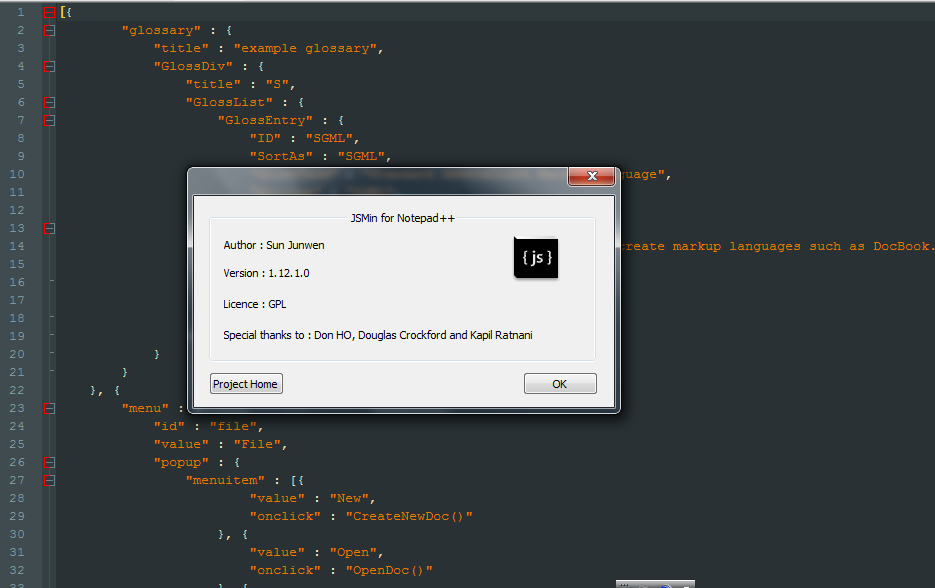 1 [{
2 "glossary" : {
3 "title" : "example glossary",
4 "GlossDiv" : {
5 "title" : "S",
6 "GlossList" : {
7 "GlossEntry" : {
8 "ID" : "SGML",
9 "SortAs" : "SGML",
10 uage",
11
12
13
14 create markup languages such as DocBook.
15
16
17
18
19
20 }
21 }
22 }, {
23 "menu" :
24 "id" : "file",
25 "value" : "File",
26 "popup" : {
27 "menuitem" : [{
28 "value" : "New",
29 "onclick" : "CreateNewDoc()"
30 }, {
31 "value" : "Open",
32 "onclick" : "OpenDoc()"
33 }, {
JSMin for Notepad++
Author : Sun Junwen
{js}
Version : 1.12.1.0
Licence : GPL
Special thanks to : Don HO, Douglas Crockford and Kapil Ratnani
Project Home
OK